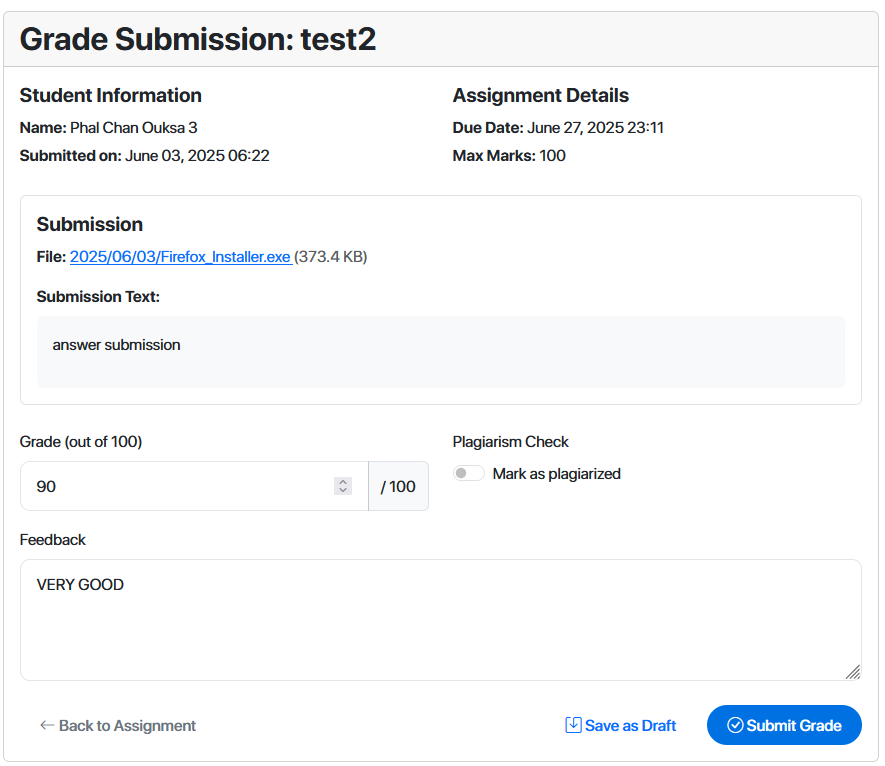 Grade Submission: test2
Student Information
Name: Phal Chan Ouksa 3
Submitted on: June 03, 2025 06:22
Assignment Details
Due Date: June 27, 2025 23:11
Max Marks: 100
Submission
File: 2025/06/03/Firefox_Installer.exe (373.4 KB)
Submission Text:
answer submission
Grade (out of 100)
90
/ 100
Plagiarism Check
Mark as plagiarized
Feedback
VERY GOOD
Back to Assignment
Save as Draft
Submit Grade